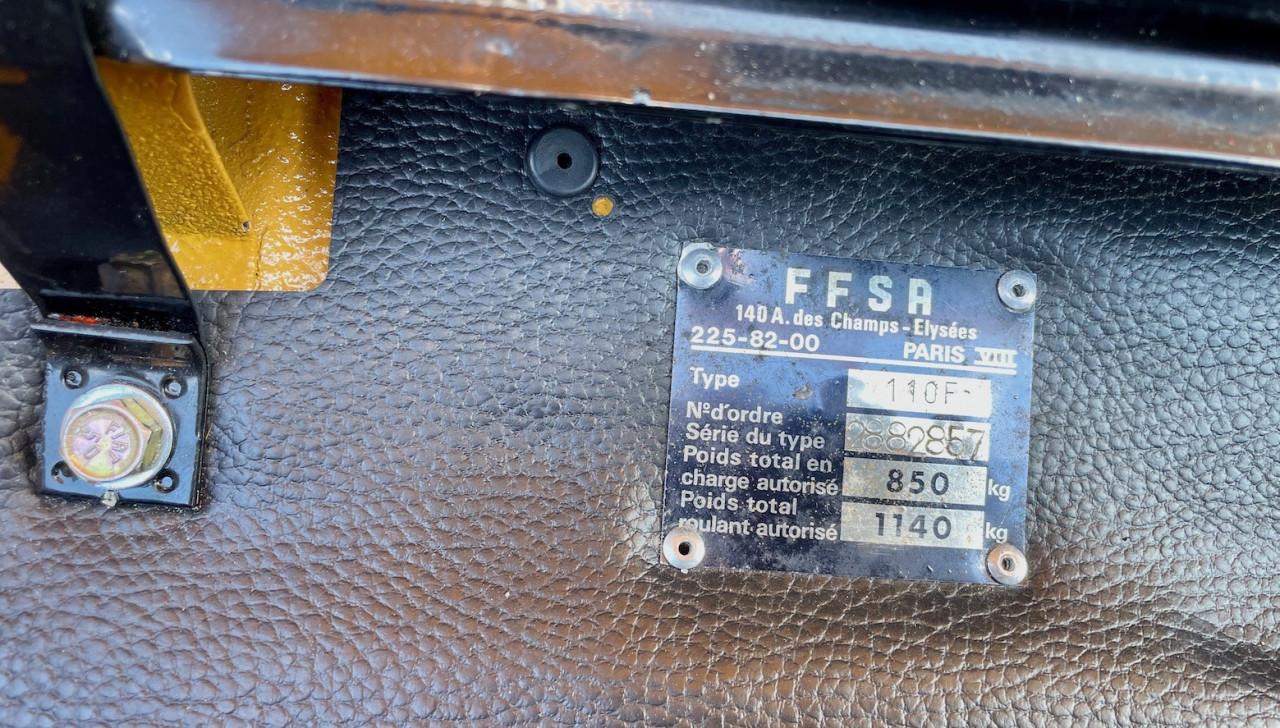 FFSA
140 A. des Champs-Elysées
225-82-00 PARIS VIII
Type 110F
Nºd'ordre
Série du type 2882857
Poids total en
charge autorisé 850 kg
Poids total
roulant autorisé 1140 kg